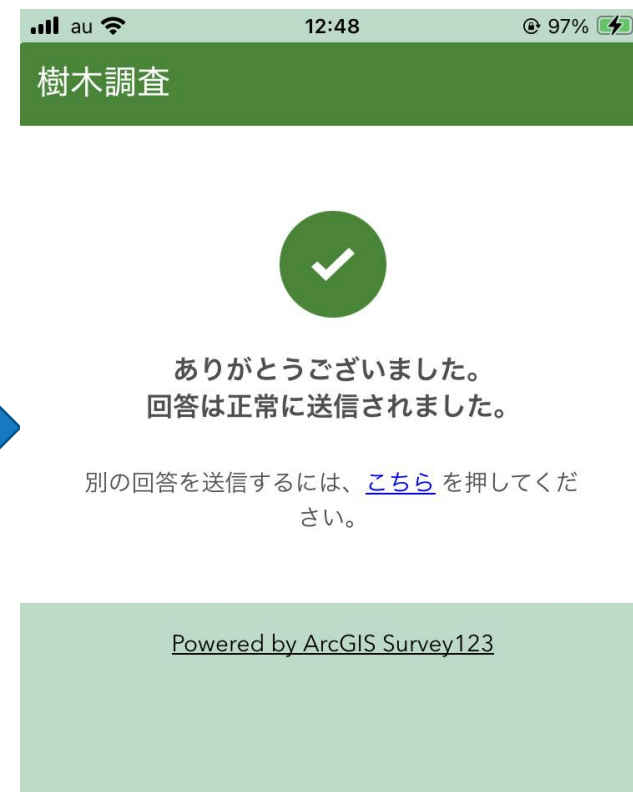 au 12:48 97%
樹木調査
ありがとうございました。
回答は正常に送信されました。
別の回答を送信するには、こちら を押してくだ
さい。
Powered by ArcGIS Survey123